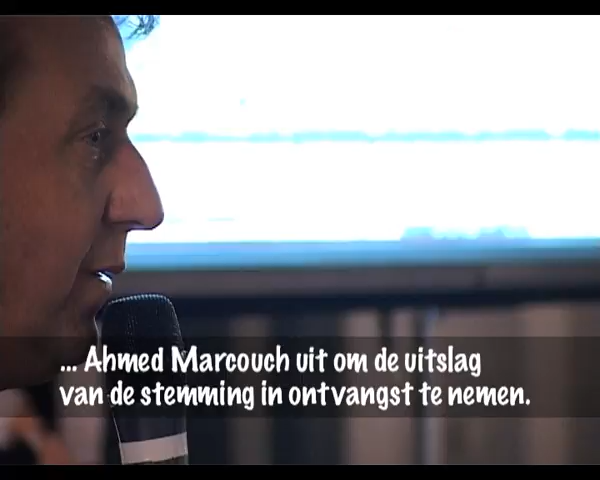 ... Ahmed Marcouch uit om de uitslag
van de stemming in ontvangst te nemen.